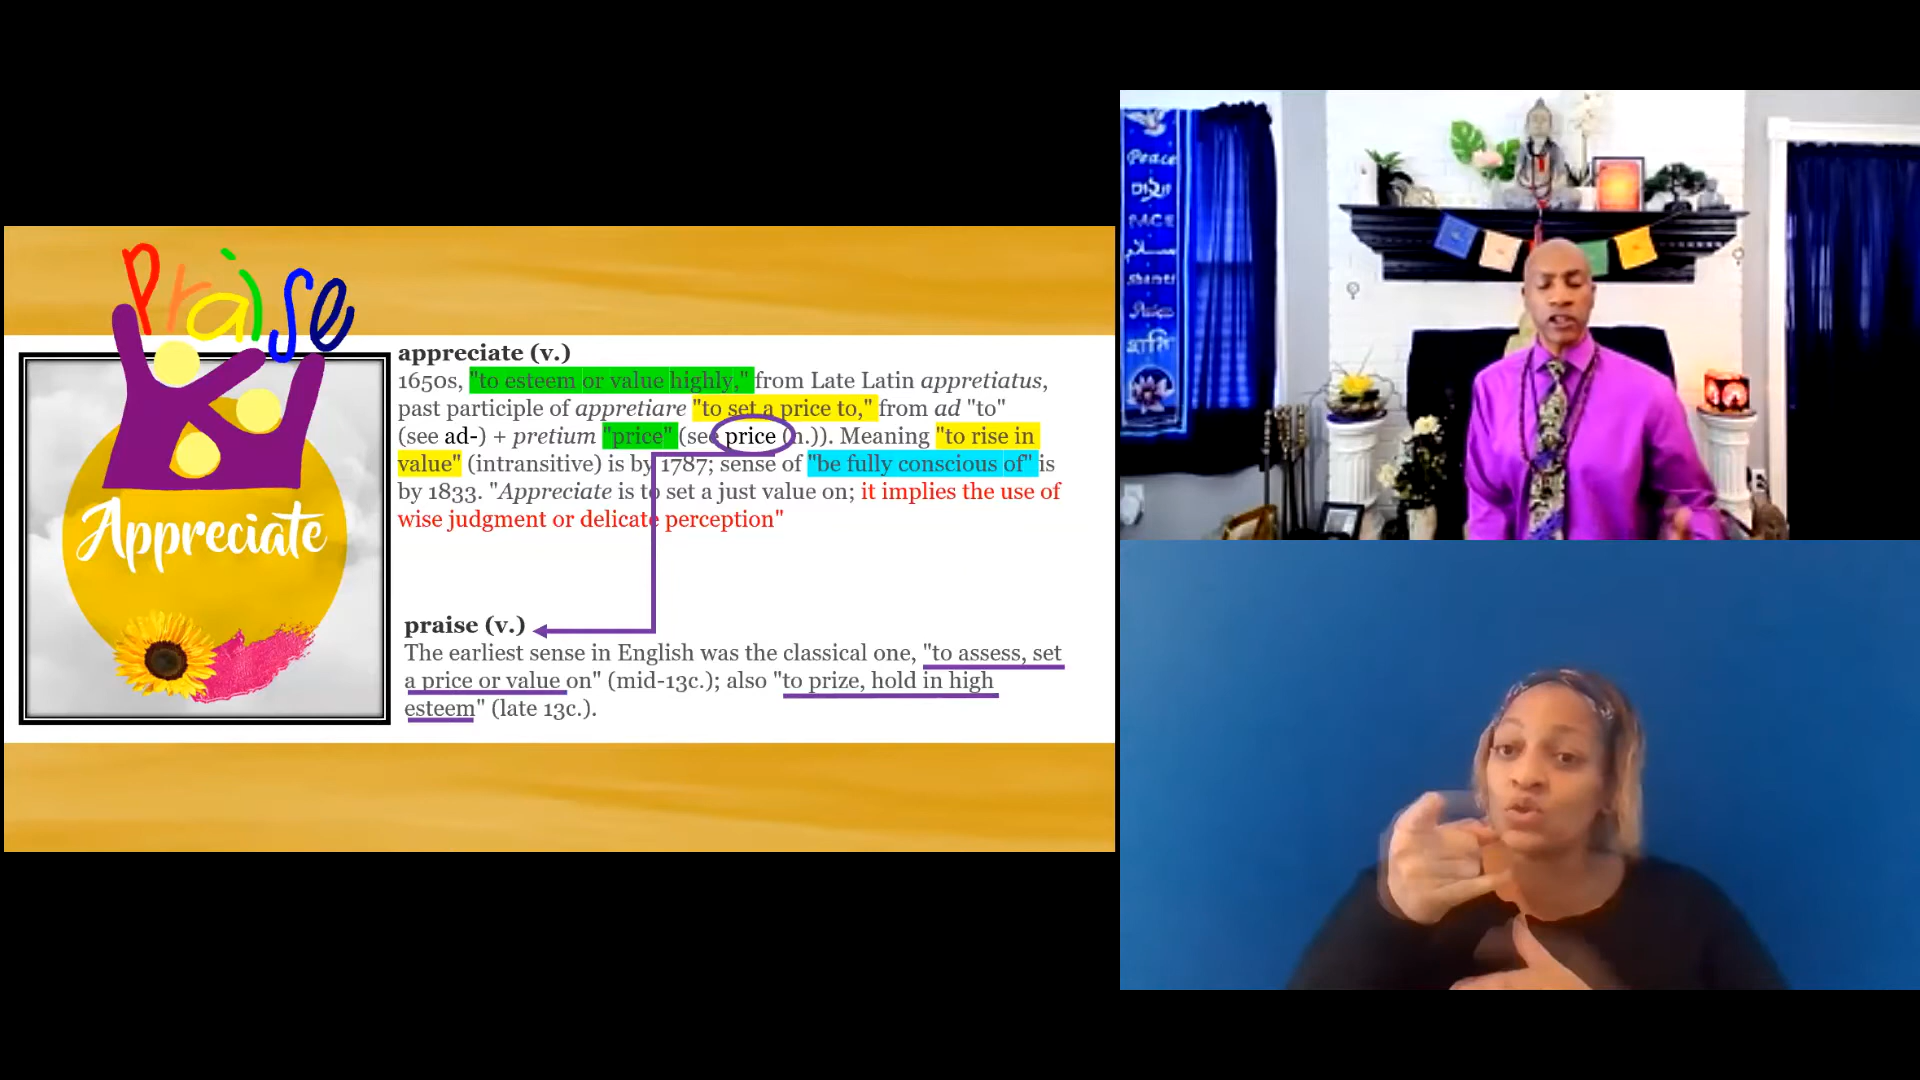 Praise
Appreciate
appreciate (v.)
1650s, "to esteem or value highly," from Late Latin appretiatus,
past participle of appretiare "to set a price to," from ad "to"
(see ad-) + pretium "price" (see price (n.)). Meaning "to rise in
value" (intransitive) is by 1787; sense of "be fully conscious of" is
by 1833. "Appreciate is to set a just value on; it implies the use of
wise judgment or delicate perception"
praise (v.)
The earliest sense in English was the classical one, "to assess, set
a price or value on" (mid-13c.); also "to prize, hold in high
esteem" (late 13c.).
Peace
PACE
Shanti